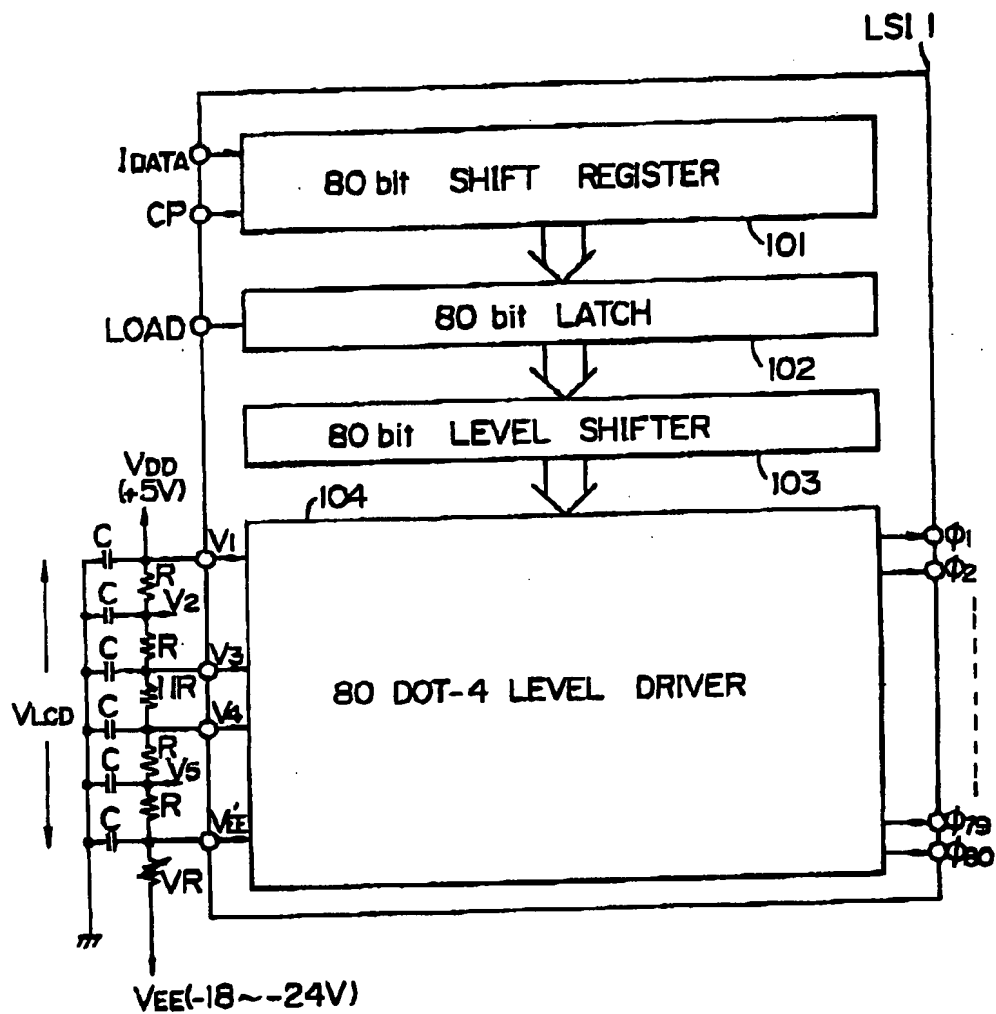 LSI 1
IDATA
80 bit SHIFT REGISTER
CP
101
LOAD
80 bit LATCH
102
80 bit LEVEL SHIFTER
103
VDD
(+5V)
104
C
V1
φ1
R
C
V2
φ2
R
C
V3
11R
80 DOT-4 LEVEL DRIVER
VLCD
C
V4
R
C
V5
R
C
VEE'
φ79
φ80
VR
VEE(-18~-24V)